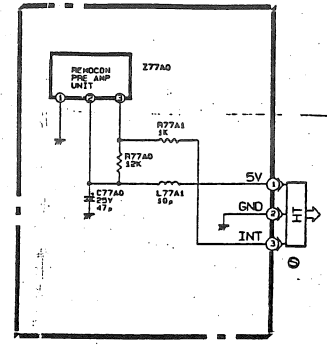 Z77A0
REMOCON
PRE AMP
UNIT
1 2 3
R77A1
1K
R77A0
12K
5V
1
C77A0
25V
47μ
L77A1
10μ
GND
2
HT
INT
3
S